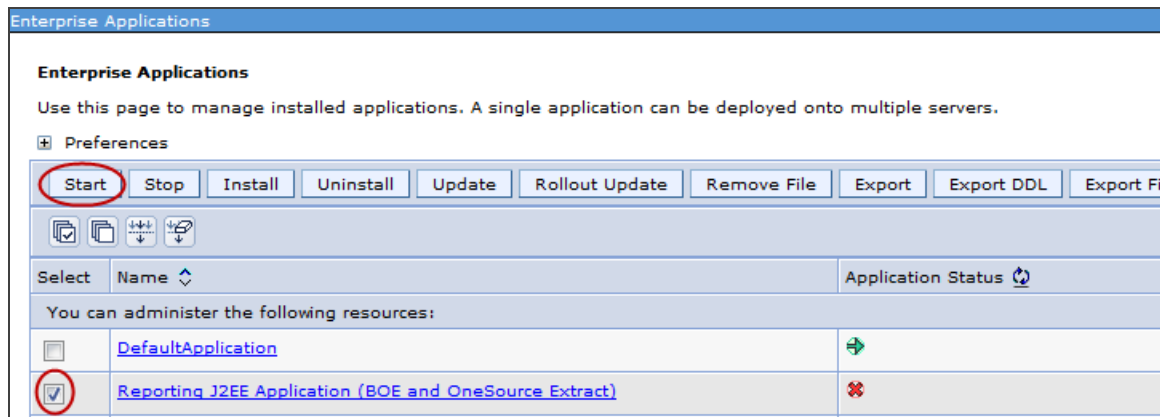 Enterprise Applications
Enterprise Applications
Use this page to manage installed applications. A single application can be deployed onto multiple servers.
Preferences
Start Stop Install Uninstall Update Rollout Update Remove File Export Export DDL Export Fi
Select Name Application Status
You can administer the following resources:
DefaultApplication
Reporting J2EE Application (BOE and OneSource Extract)